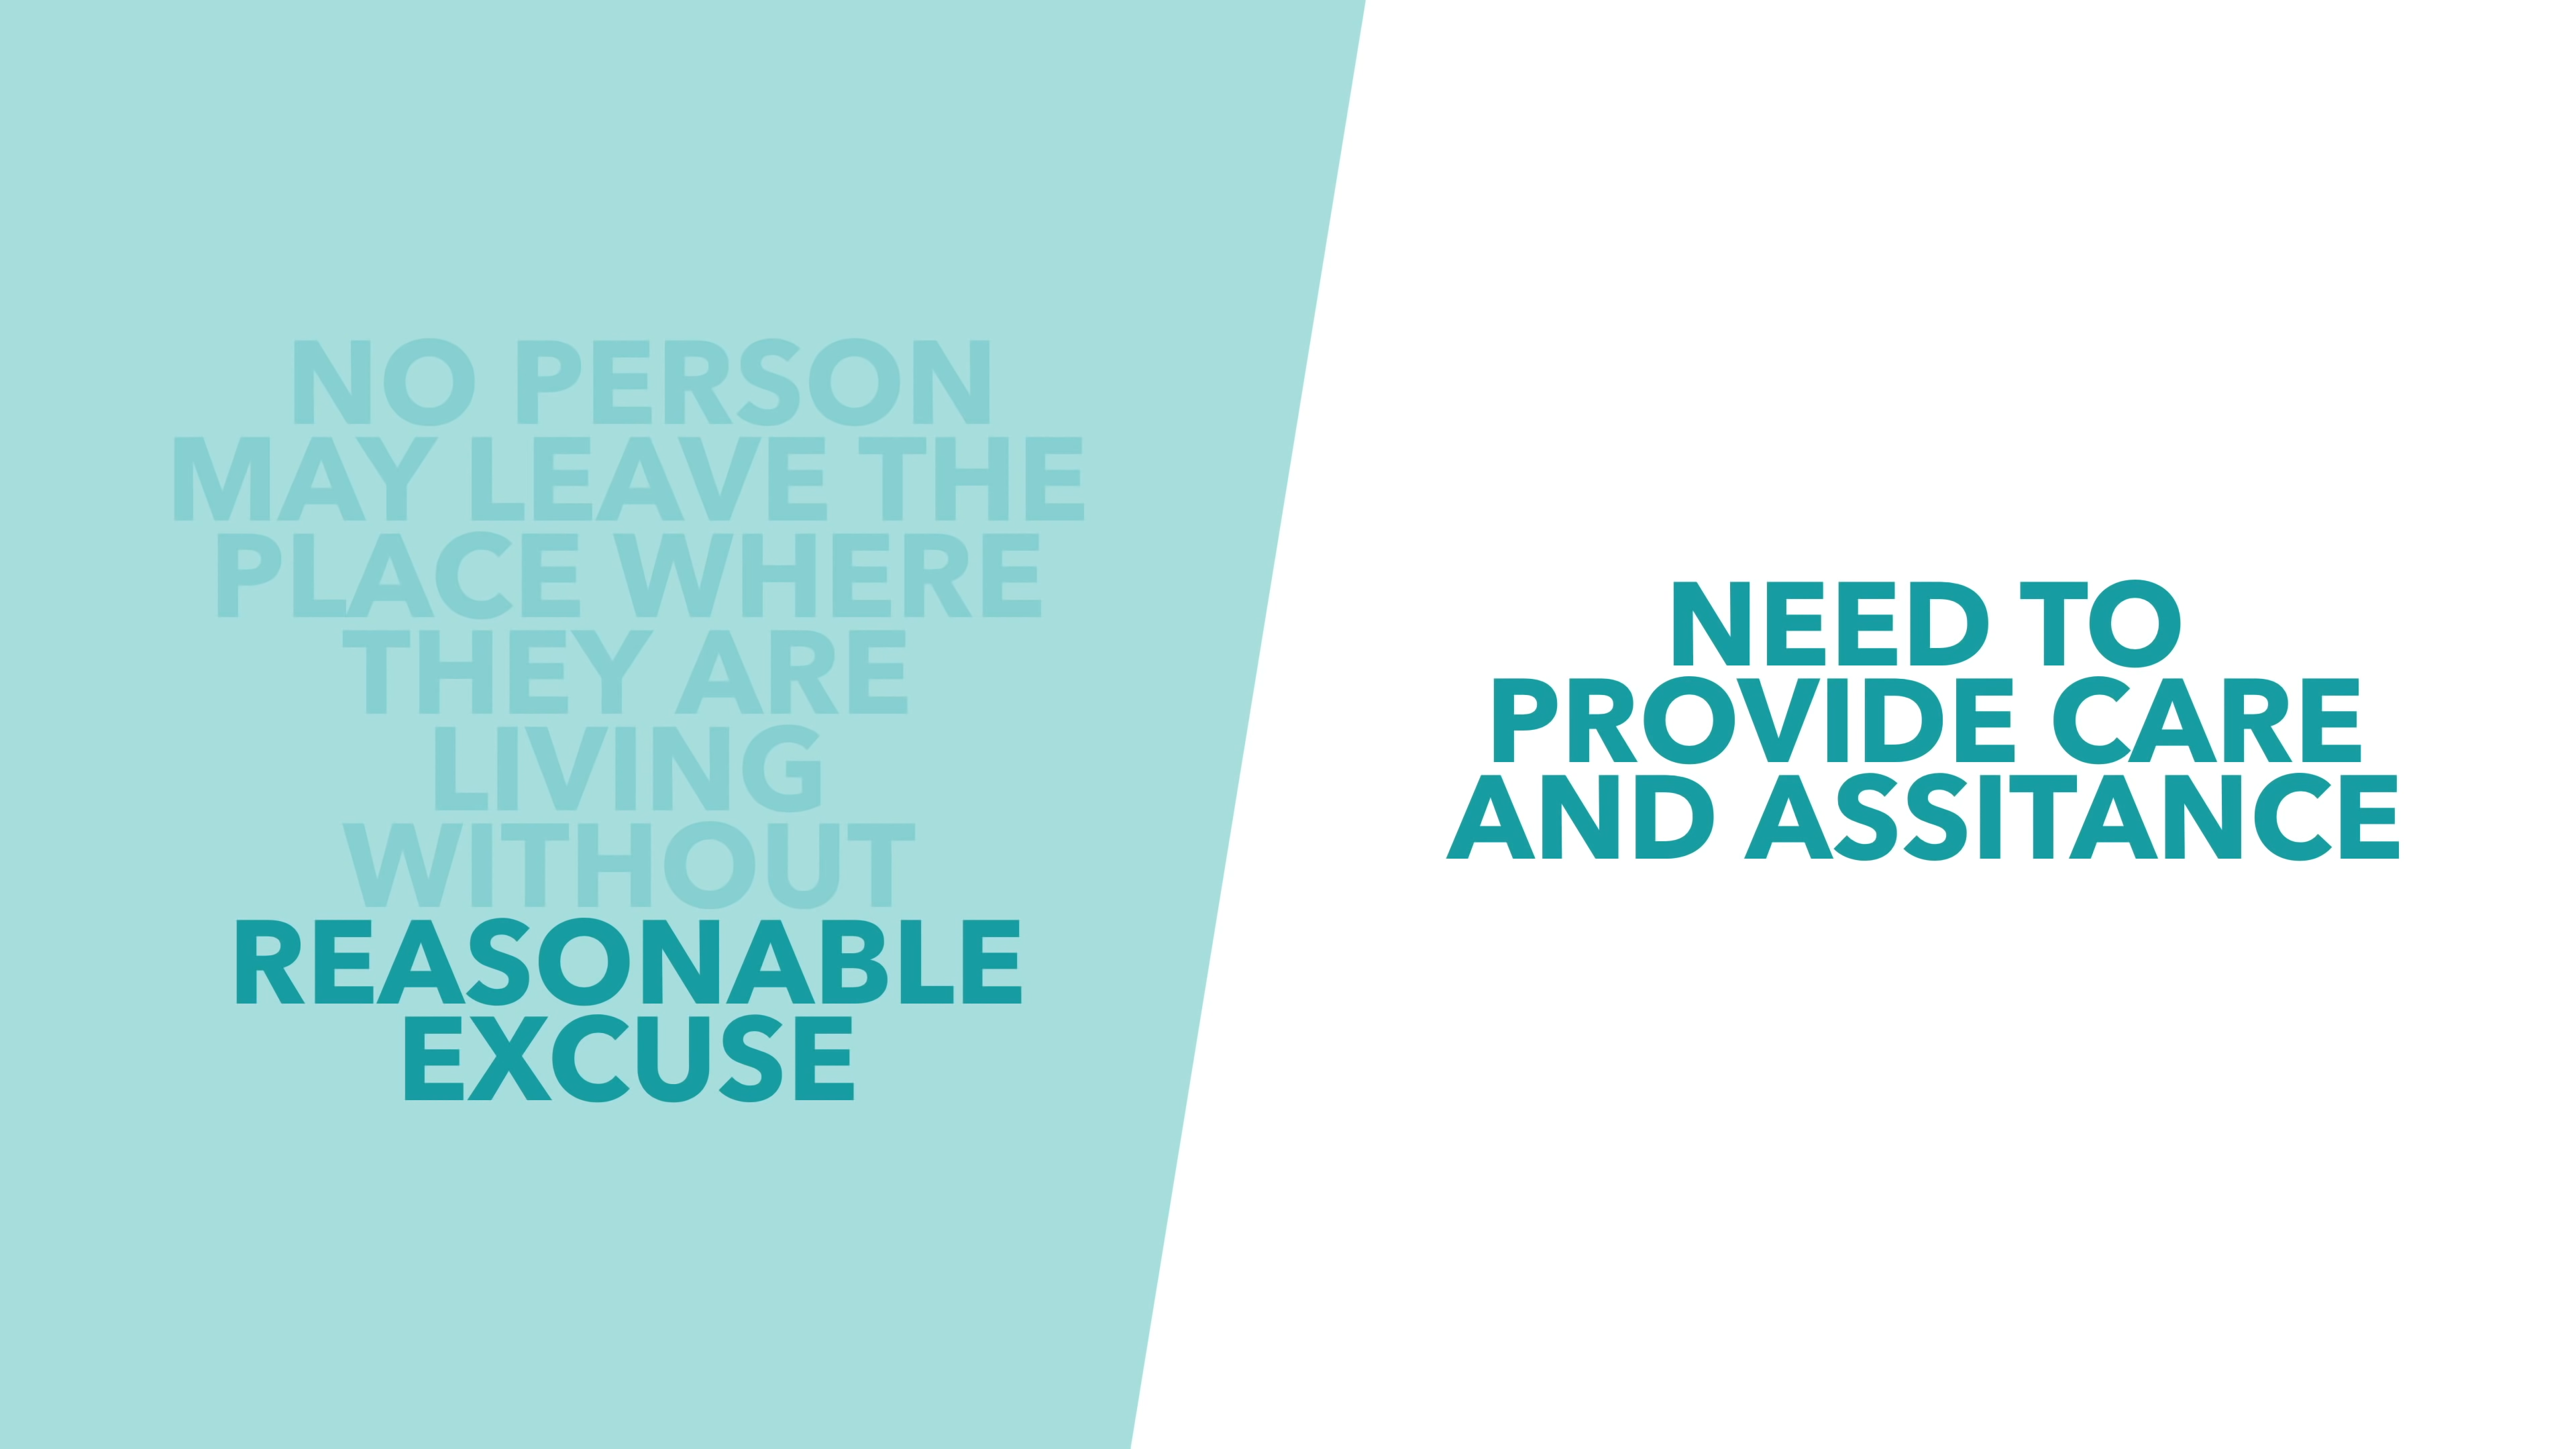 NO PERSON
MAY LEAVE THE
PLACE WHERE
THEY ARE
LIVING
WITHOUT
REASONABLE
EXCUSE
NEED TO
PROVIDE CARE
AND ASSITANCE